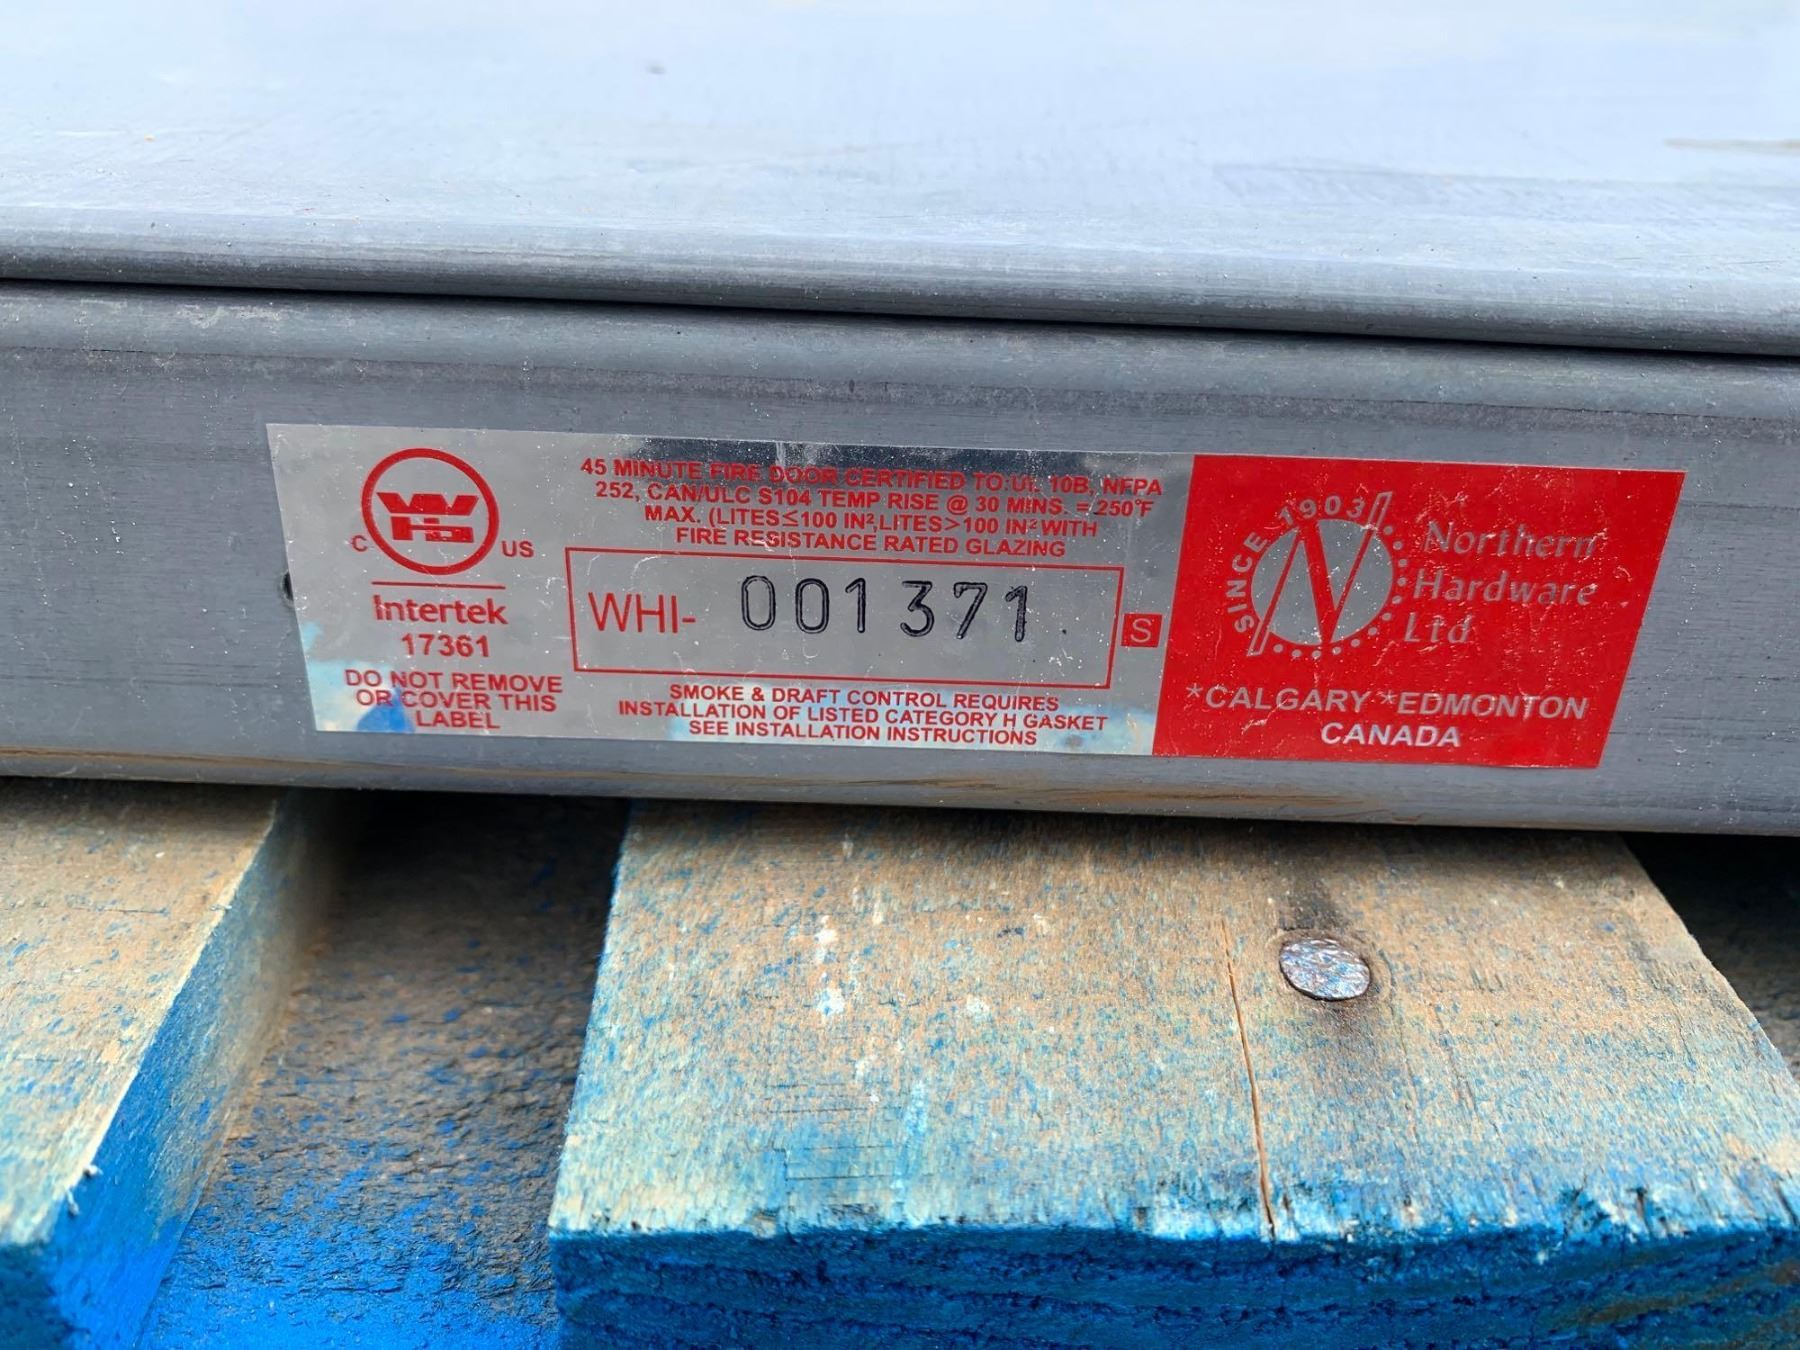 WH
C US
Intertek
17361
DO NOT REMOVE
OR COVER THIS
LABEL
45 MINUTE FIRE DOOR CERTIFIED TO:UL 10B, NFPA
252, CAN/ULC S104 TEMP RISE @ 30 MINS. = 250°F
MAX. (LITES≤100 IN²,LITES>100 IN² WITH
FIRE RESISTANCE RATED GLAZING
WHI- 001371
S
SMOKE & DRAFT CONTROL REQUIRES
INSTALLATION OF LISTED CATEGORY H GASKET
SEE INSTALLATION INSTRUCTIONS
SINCE 1903
N
Northern
Hardware
Ltd
*CALGARY *EDMONTON
CANADA